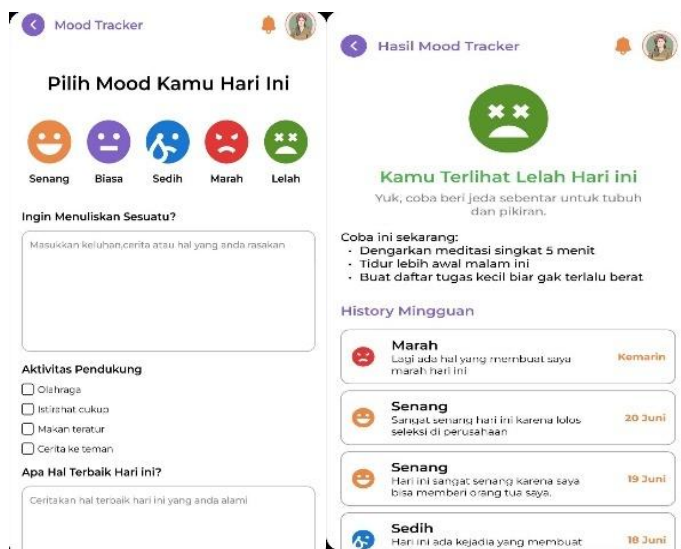 Mood Tracker
Pilih Mood Kamu Hari Ini
Senang Biasa Sedih Marah Lelah
Ingin Menuliskan Sesuatu?
Masukkan keluhan,cerita atau hal yang anda rasakan
Aktivitas Pendukung
Olahraga
Istirahat cukup
Makan teratur
Cerita ke teman
Apa Hal Terbaik Hari ini?
Ceritakan hal terbaik hari ini yang anda alami
Hasil Mood Tracker
Kamu Terlihat Lelah Hari ini
Yuk, coba beri jeda sebentar untuk tubuh
dan pikiran.
Coba ini sekarang:
• Dengarkan meditasi singkat 5 menit
• Tidur lebih awal malam ini
• Buat daftar tugas kecil biar gak terlalu berat
History Mingguan
Marah
Lagi ada hal yang membuat saya
marah hari ini
Kemarin
Senang
Sangat senang hari ini karena lolos
seleksi di perusahaan
20 Juni
Senang
Hari ini sangat senang karena saya
bisa memberi orang tua saya.
19 Juni
Sedih
Hari ini ada kejadia yang membuat
18 Juni